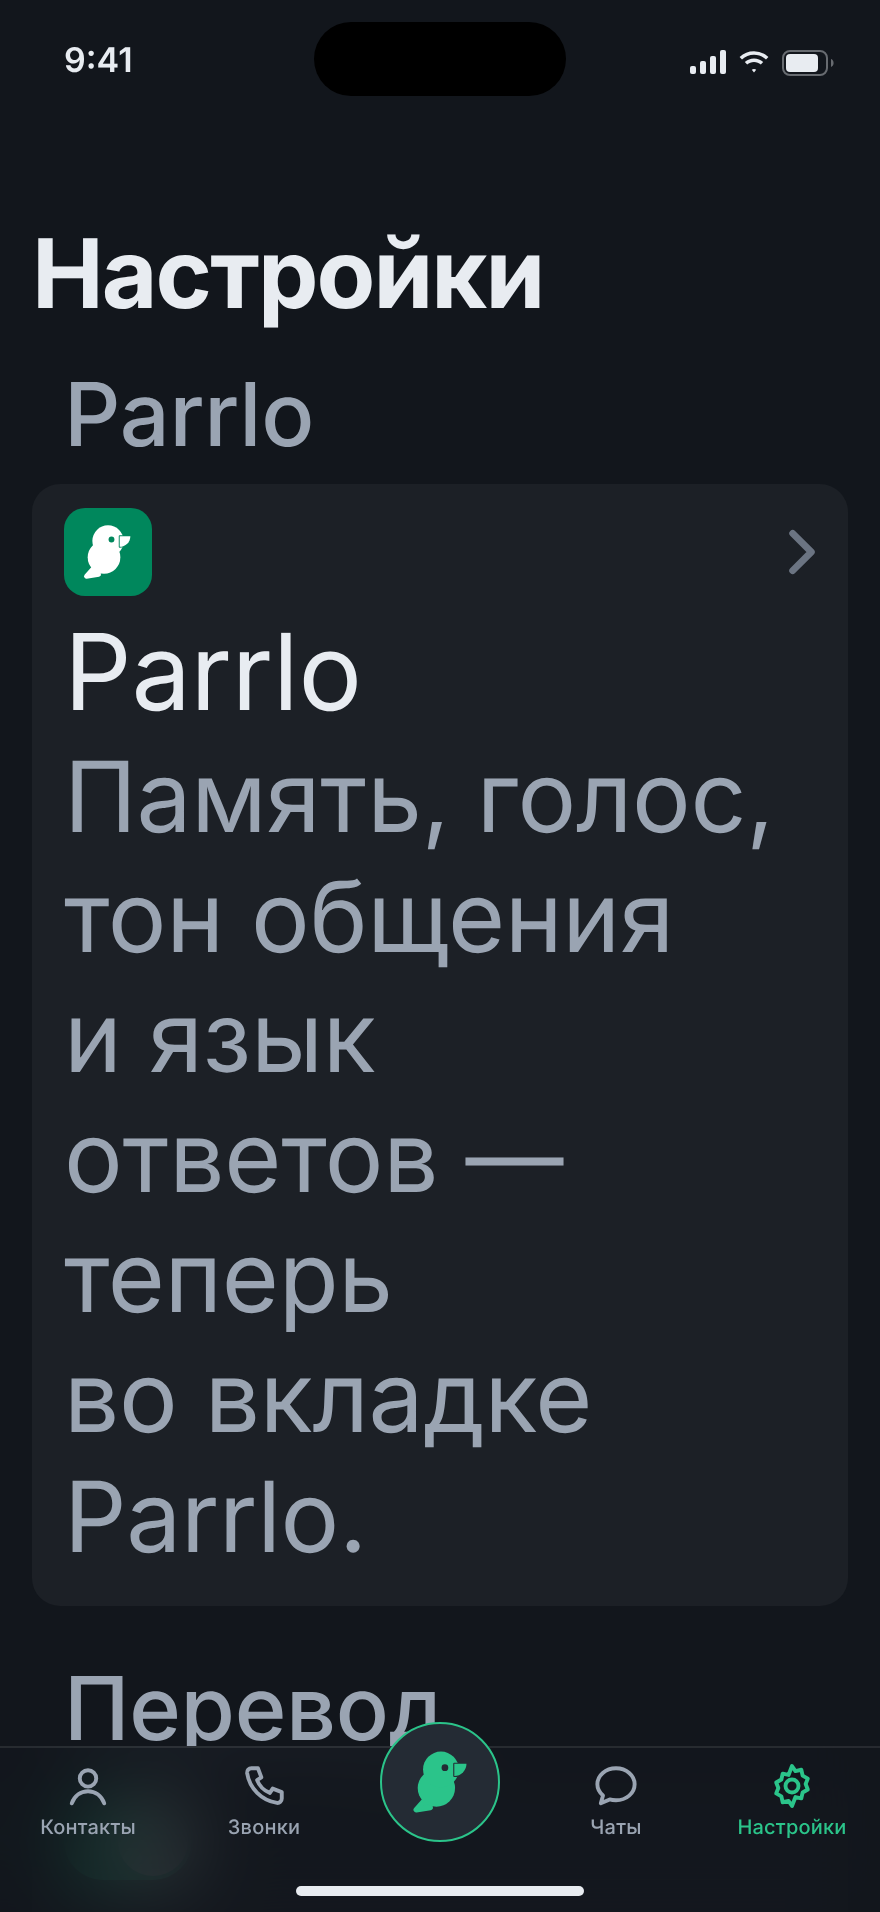 9:41
Настройки
Parrlo
Parrlo
Память, голос,
тон общения
и язык
ответов —
теперь
во вкладке
Parrlo.
Перевод
Контакты
Звонки
Чаты
Настройки